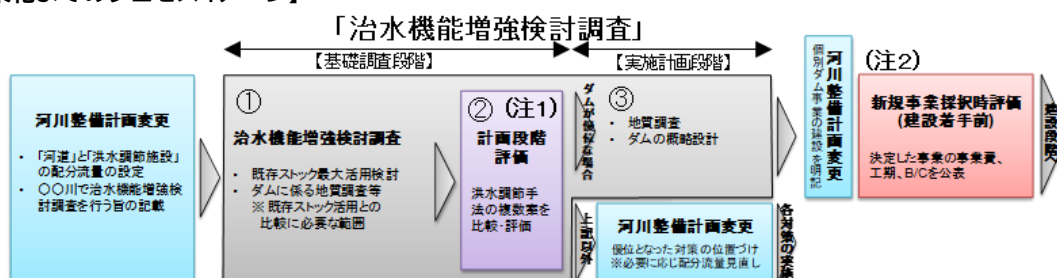 「治水機能増強検討調査」
【基礎調査段階】
【実施計画段階】
河川整備計画変更
・ 「河道」と「洪水調節施設」
の配分流量の設定
・ 〇〇川で治水機能増強検
討調査を行う旨の記載
①
治水機能増強検討調査
・ 既存ストック最大活用検討
・ ダムに係る地質調査等
※ 既存ストック活用との
比較に必要な範囲
② (注1)
計画段階
評価
洪水調節手
法の複数案を
比較・評価
ダムが優位な場合
③
・ 地質調査
・ ダムの概略設計
上記以外
河川整備計画変更
優位となった対策の位置づけ
※必要に応じ配分流量見直し
各対策の実施
河川整備計画変更
個別ダム事業の建設を明記
(注2)
新規事業採択時評価
(建設着手前)
決定した事業の事業費、
工期、B/Cを公表
建設段階へ